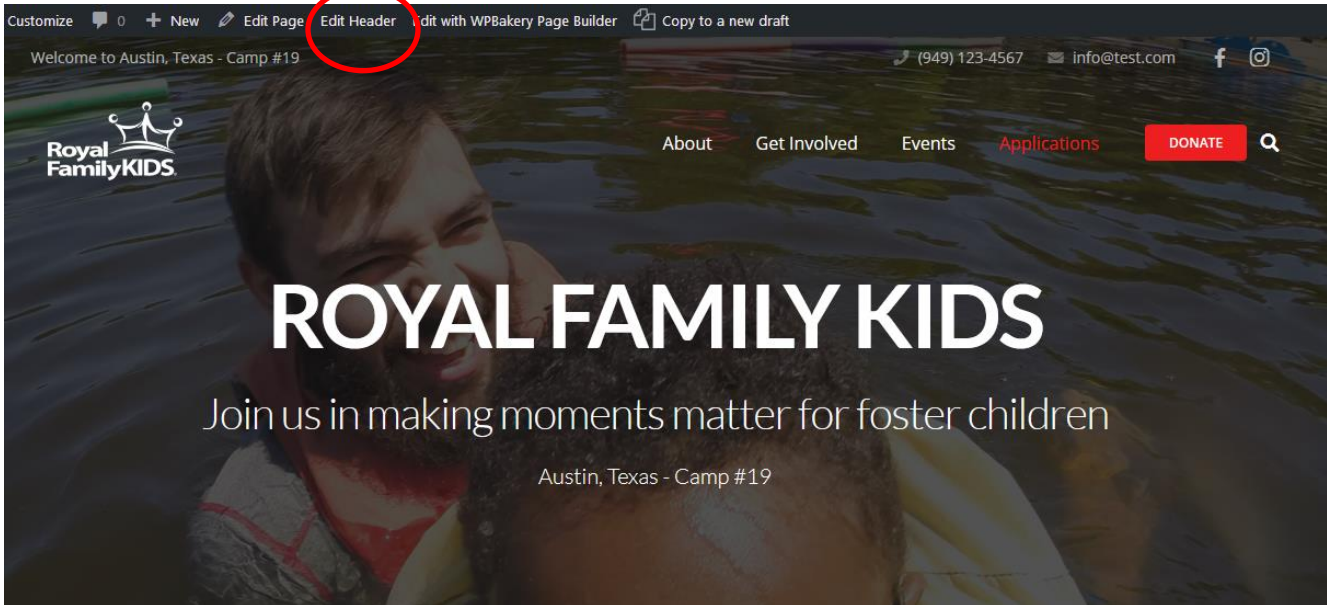 Customize 0 New Edit Page Edit Header Edit with WPBakery Page Builder Copy to a new draft
Welcome to Austin, Texas - Camp #19 (949) 123-4567 info@test.com
Royal
FamilyKIDS
About Get Involved Events Applications DONATE
ROYAL FAMILY KIDS
Join us in making moments matter for foster children
Austin, Texas - Camp #19